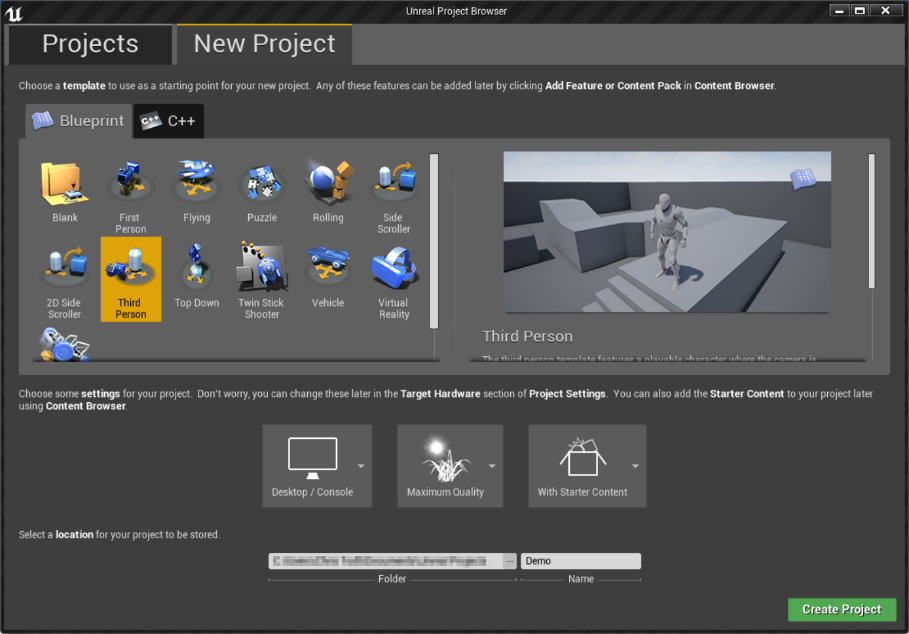 Unreal Project Browser
Projects
New Project
Choose a template to use as a starting point for your new project. Any of these features can be added later by clicking Add Feature or Content Pack in Content Browser.
Blueprint
C++
C++
Blank
First
Person
Flying
Puzzle
Rolling
Side
Scroller
2D Side
Scroller
Third
Person
Top Down
Twin Stick
Shooter
Vehicle
Virtual
Reality
Third Person
The third person template features a playable character where the camera is
Choose some settings for your project. Don't worry, you can change these later in the Target Hardware section of Project Settings. You can also add the Starter Content to your project later
using Content Browser.
Desktop / Console
Maximum Quality
With Starter Content
Select a location for your project to be stored.
...
Demo
Folder
Name
Create Project